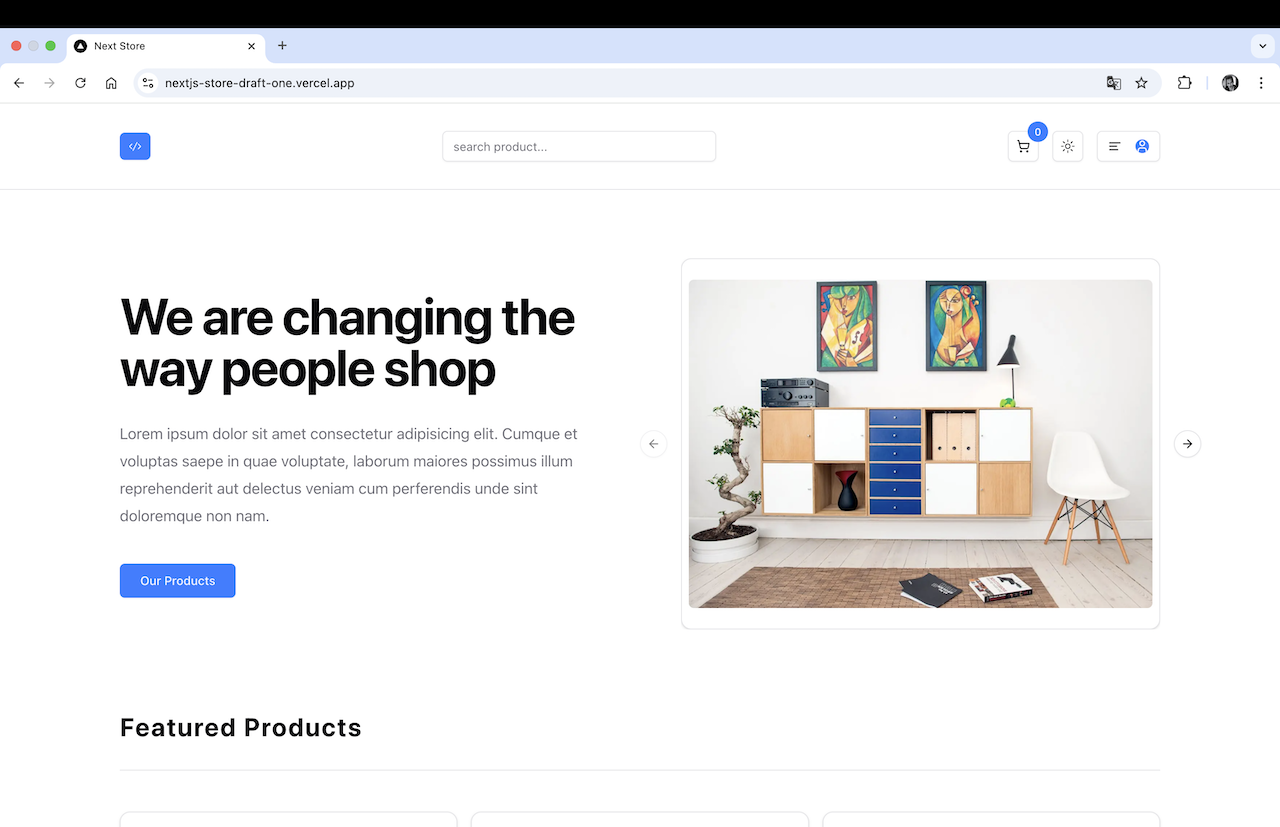 Next Store
nextjs-store-draft-one.vercel.app
</>
search product...
0
We are changing the
way people shop
Lorem ipsum dolor sit amet consectetur adipisicing elit. Cumque et
voluptas saepe in quae voluptate, laborum maiores possimus illum
reprehenderit aut delectus veniam cum perferendis unde sint
doloremque non nam.
Our Products
Featured Products